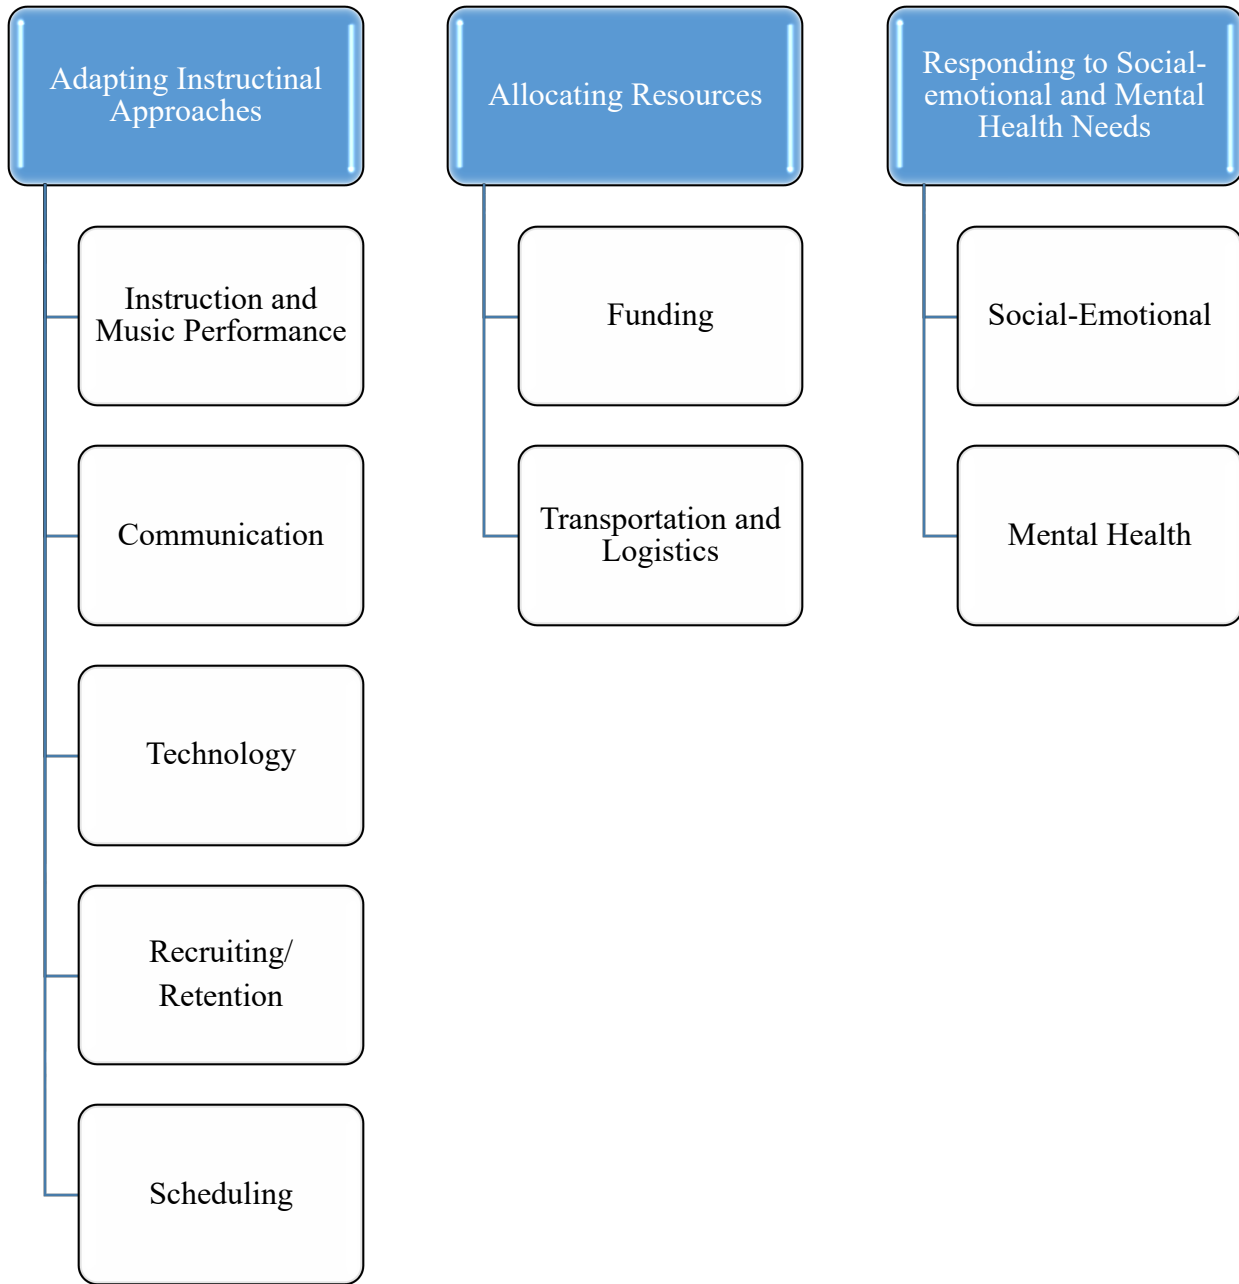 Adapting Instructinal
Approaches
Instruction and
Music Performance
Communication
Technology
Recruiting/
Retention
Scheduling
Allocating Resources
Funding
Transportation and
Logistics
Responding to Social-
emotional and Mental
Health Needs
Social-Emotional
Mental Health